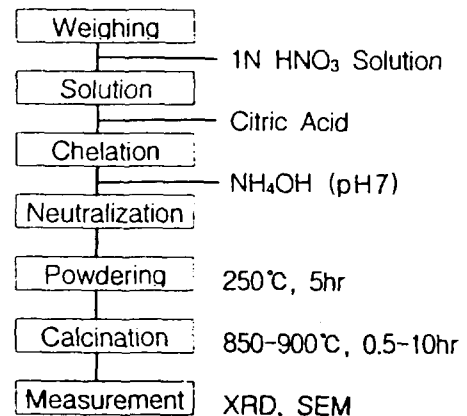 Weighing
1N HNO₃ Solution
Solution
Citric Acid
Chelation
NH₄OH (pH7)
Neutralization
Powdering
250℃, 5hr
Calcination
850-900℃, 0.5-10hr
Measurement
XRD, SEM